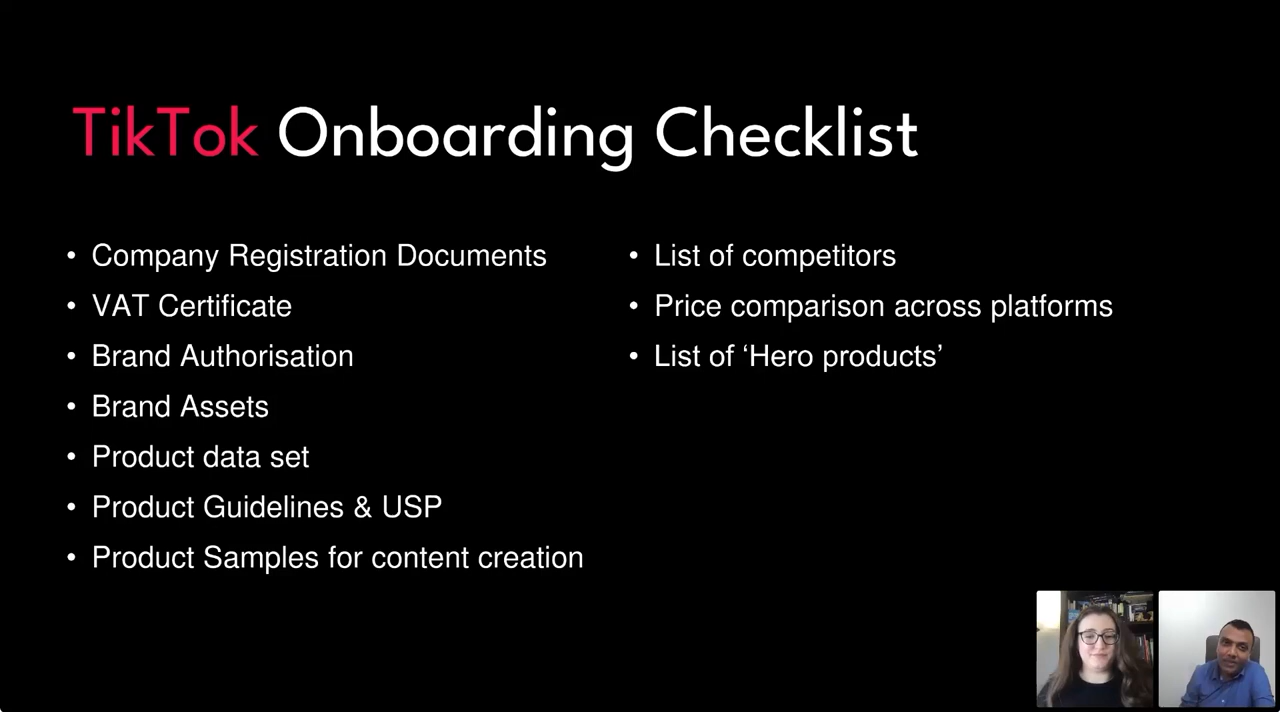 TikTok Onboarding Checklist
• Company Registration Documents
• VAT Certificate
• Brand Authorisation
• Brand Assets
• Product data set
• Product Guidelines & USP
• Product Samples for content creation
• List of competitors
• Price comparison across platforms
• List of ‘Hero products’